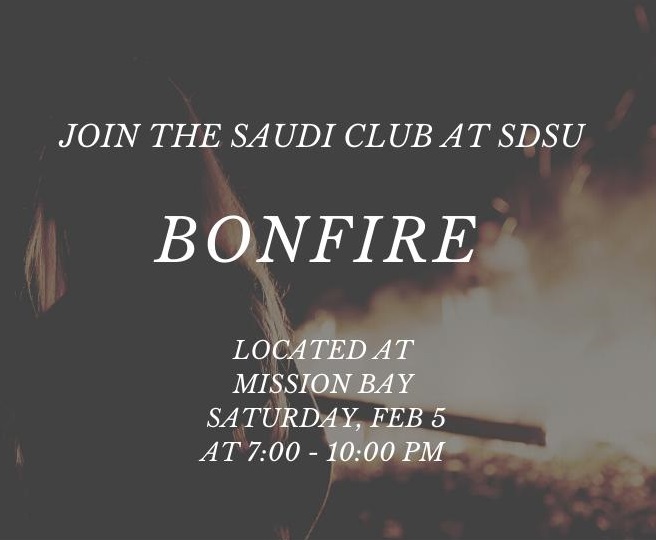 JOIN THE SAUDI CLUB AT SDSU
BONFIRE
LOCATED AT
MISSION BAY
SATURDAY, FEB 5
AT 7:00 - 10:00 PM